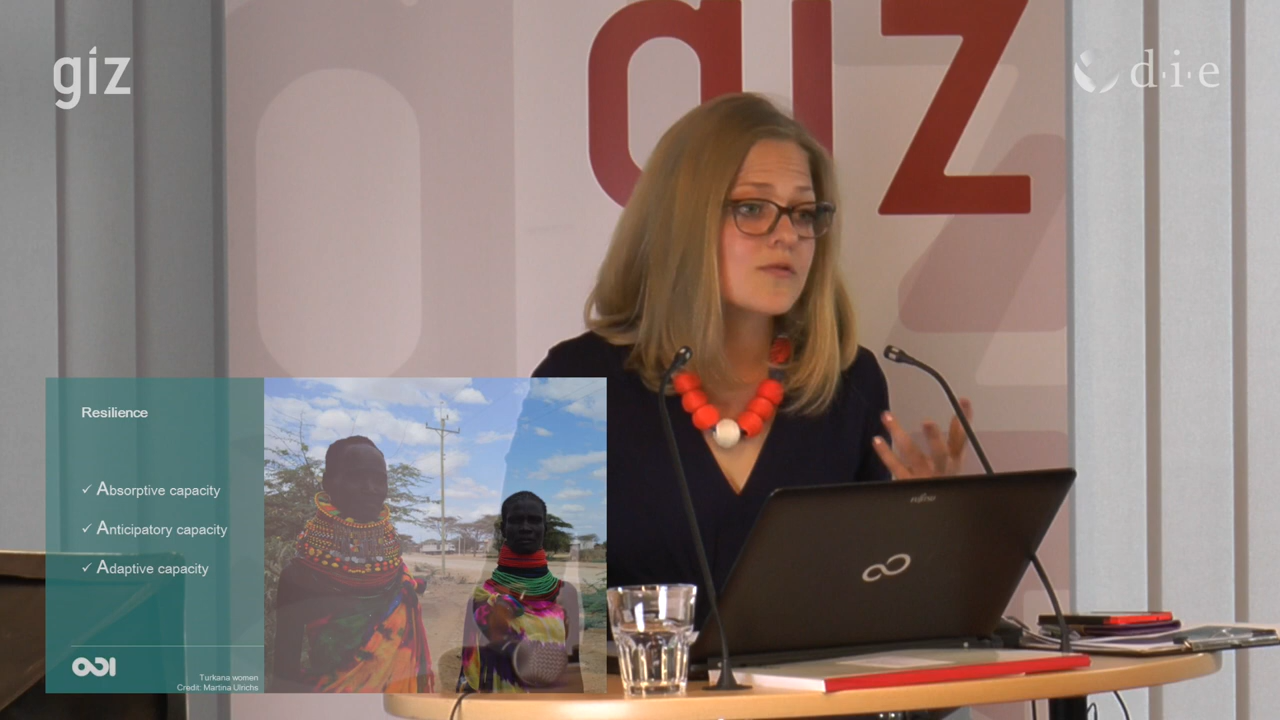 giz
d·i·e
giz
Resilience
✓ Absorptive capacity
✓ Anticipatory capacity
✓ Adaptive capacity
ODI
Turkana women
Credit: Martina Ulrichs
FUJITSU